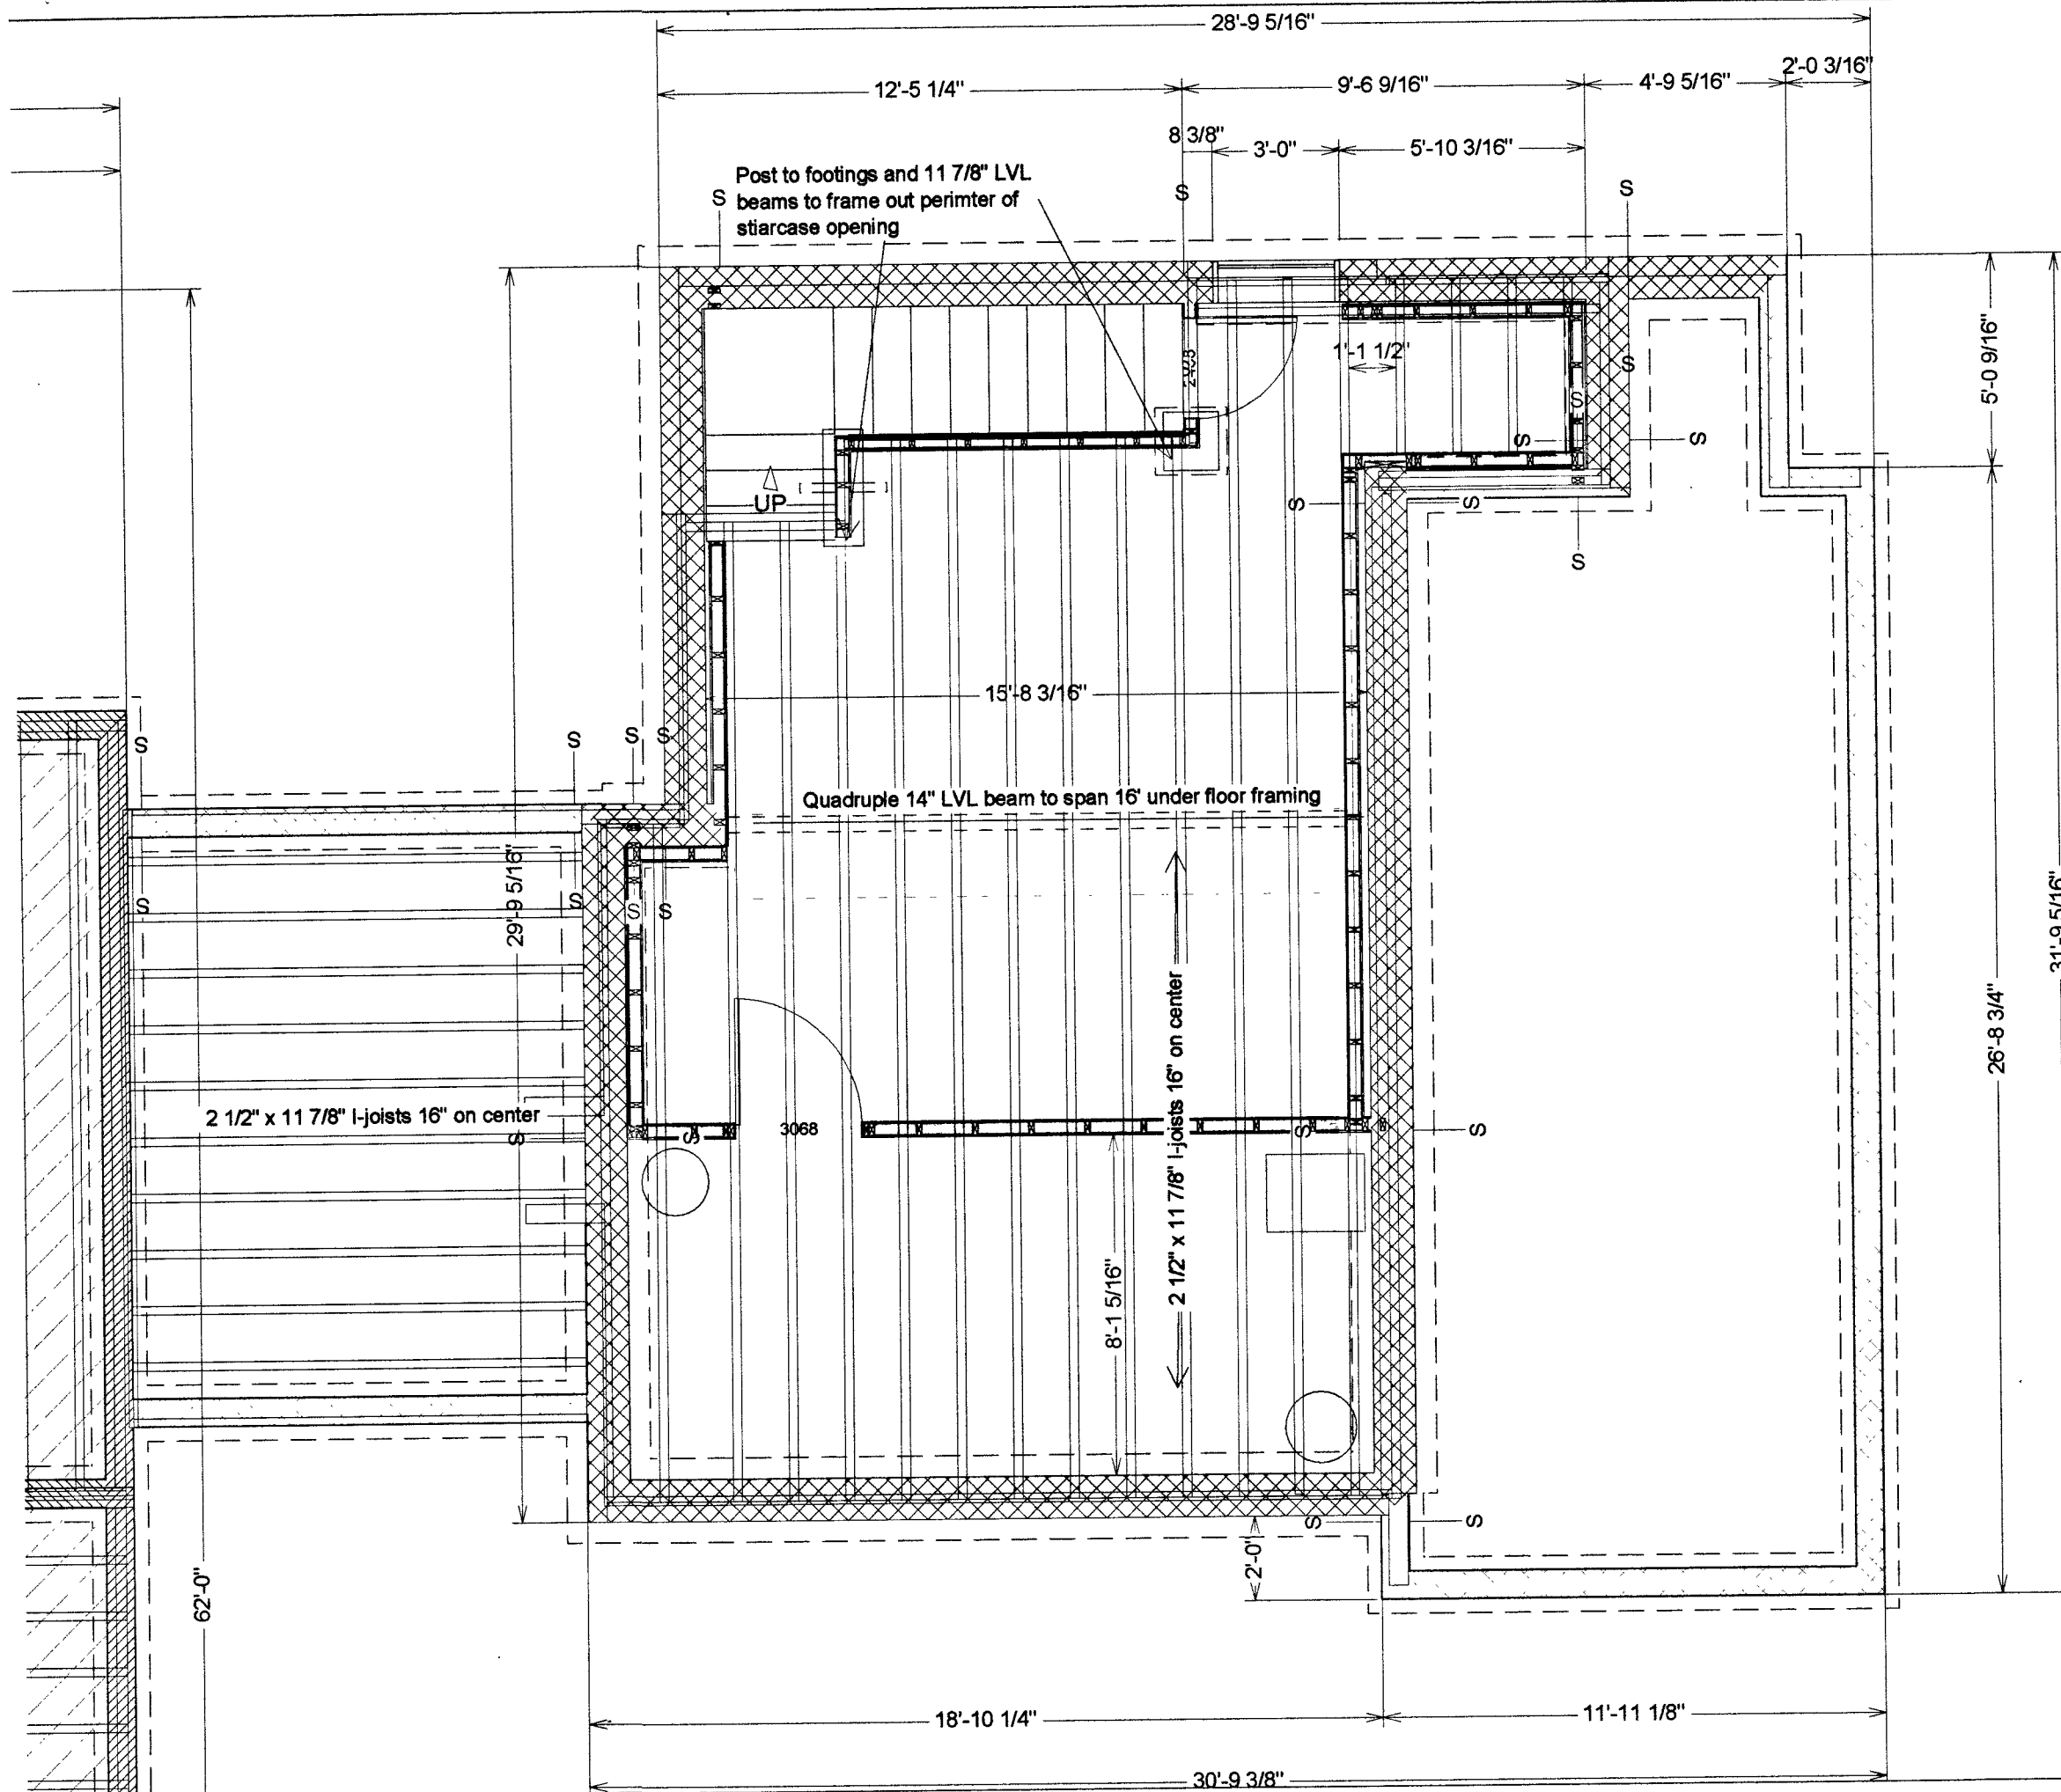 28'-9 5/16"
12'-5 1/4"
9'-6 9/16"
4'-9 5/16"
2'-0 3/16"
8 3/8"
3'-0"
5'-10 3/16"
Post to footings and 11 7/8" LVL
beams to frame out perimter of
stiarcase opening
S
S
S
1'-1 1/2"
S
S
S
S
S
S
S
5'-0 9/16"
UP
15'-8 3/16"
S
S
S
S
Quadruple 14" LVL beam to span 16' under floor framing
29'-9 5/16"
S
S
S
S
31'-9 5/16"
26'-8 3/4"
2 1/2" x 11 7/8" I-joists 16" on center
2 1/2" x 11 7/8" I-joists 16" on center
S
S
3068
S
S
8'-1 5/16"
S
S
2'-0"
62'-0"
18'-10 1/4"
11'-11 1/8"
30'-9 3/8"